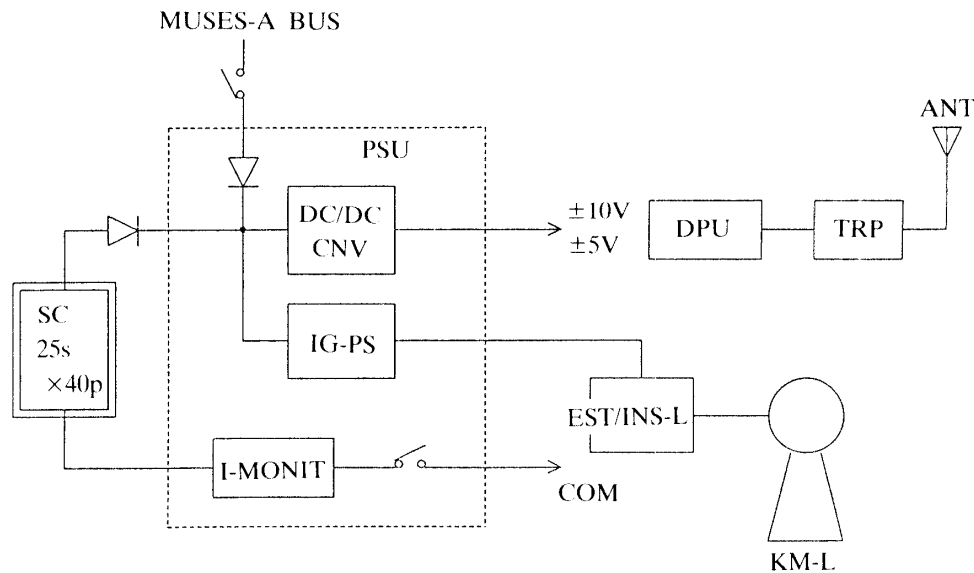 MUSES-A BUS
ANT
PSU
DC/DC
CNV
±10V
±5V
DPU
TRP
SC
25s
×40p
IG-PS
EST/INS-L
I-MONIT
COM
KM-L